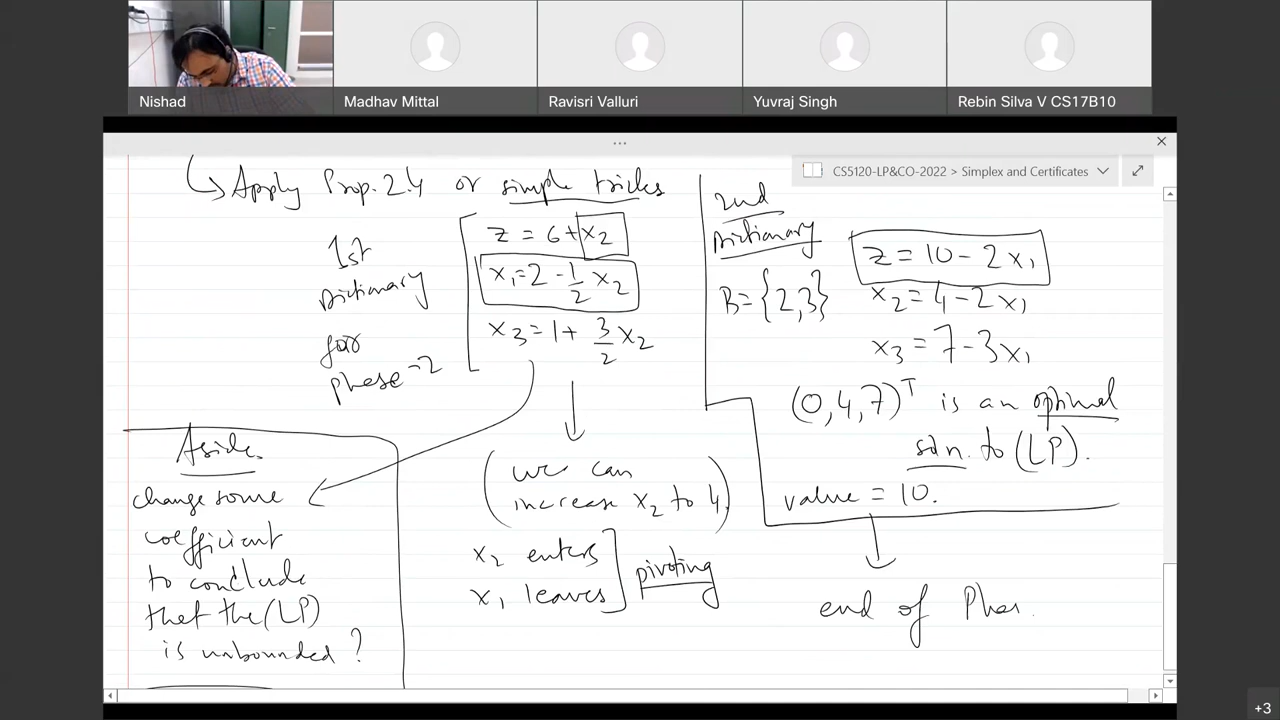 Nishad
Madhav Mittal
Ravisri Valluri
Yuvraj Singh
Rebin Silva V CS17B10
CS5120-LP&CO-2022 > Simplex and Certificates
Apply Prop. 2.4 or simple tricks
1st
Dictionary
for
phase-2
z = 6 + x2
x1 = 2 - 1/2 x2
x3 = 1 + 3/2 x2
(we can
increase x2 to 4)
x2 enters
x1 leaves
pivoting
Aside
change some
coefficient
to conclude
that the (LP)
is unbounded?
2nd
Dictionary
B = {2,3}
z = 10 - 2x1
x2 = 4 - 2x1
x3 = 7 - 3x1
(0,4,7)^T is an optimal
soln. to (LP).
value = 10.
end of Phas
+3